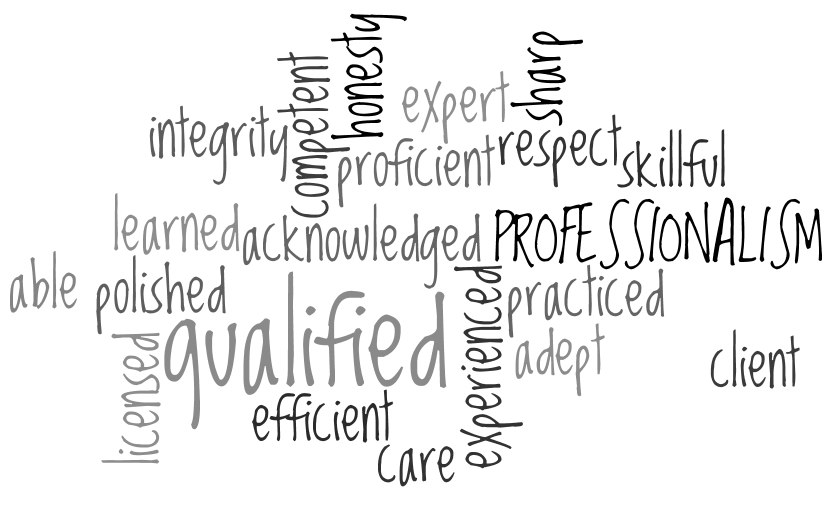 honesty
sharp
competent
expert
integrity
respect
proficient
skillful
learned
acknowledged
PROFESSIONALISM
able
polished
experienced
practiced
qualified
licensed
adept
client
efficient
care